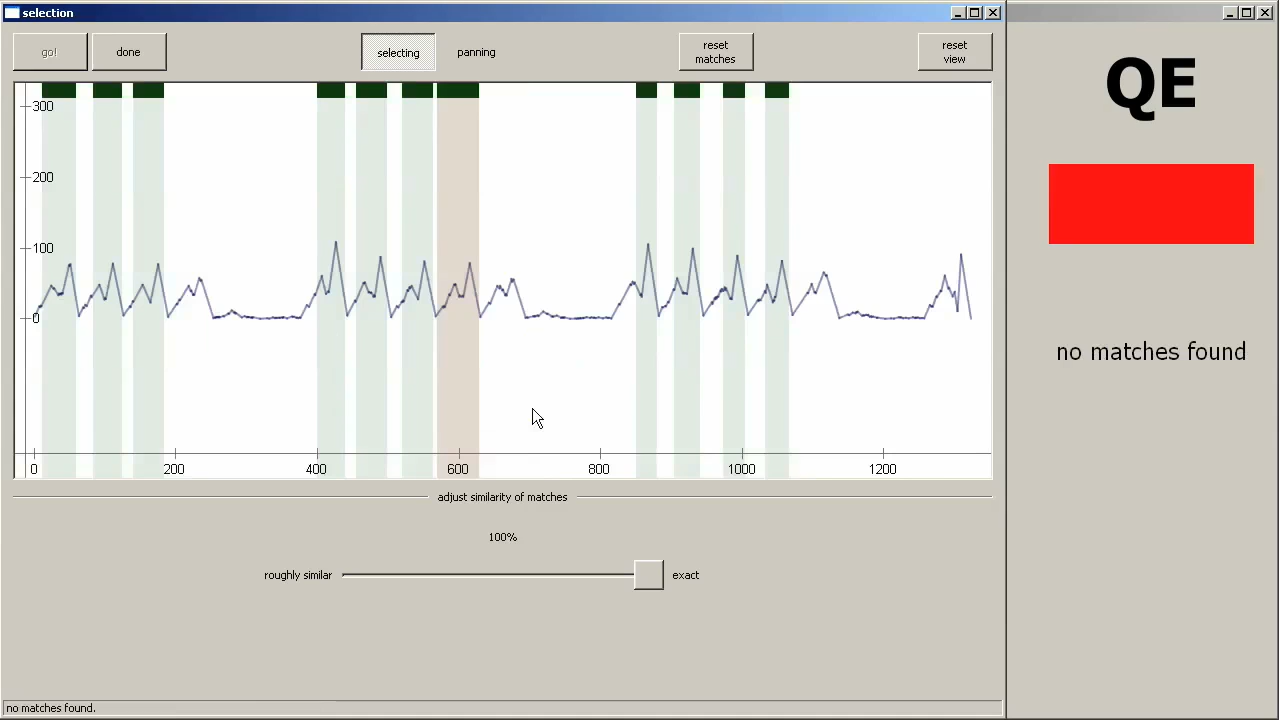 selection
go!
done
selecting
panning
reset
matches
reset
view
300
200
100
0
0
200
400
600
800
1000
1200
adjust similarity of matches
100%
roughly similar
exact
no matches found.
QE
no matches found